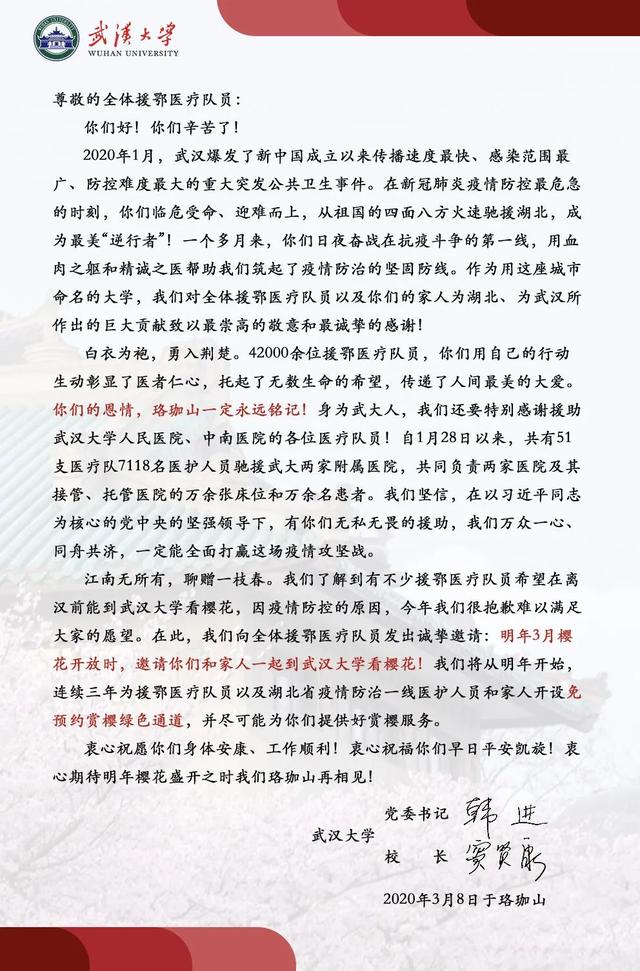 武漢大学
WUHAN UNIVERSITY
尊敬的全体援鄂医疗队员：
你们好！你们辛苦了！
2020年1月，武汉爆发了新中国成立以来传播速度最快、感染范围最
广、防控难度最大的重大突发公共卫生事件。在新冠肺炎疫情防控最危急
的时刻，你们临危受命、迎难而上，从祖国的四面八方火速驰援湖北，成
为最美“逆行者”！一个多月来，你们日夜奋战在抗疫斗争的第一线，用血
肉之躯和精诚之医帮助我们筑起了疫情防治的坚固防线。作为用这座城市
命名的大学，我们对全体援鄂医疗队员以及你们的家人为湖北、为武汉所
作出的巨大贡献致以最崇高的敬意和最诚挚的感谢！
白衣为袍，勇入荆楚。42000余位援鄂医疗队员，你们用自己的行动
生动彰显了医者仁心，托起了无数生命的希望，传递了人间最美的大爱。
你们的恩情，珞珈山一定永远铭记！身为武大人，我们还要特别感谢援助
武汉大学人民医院、中南医院的各位医疗队员！自1月28日以来，共有51
支医疗队7118名医护人员驰援武大两家附属医院，共同负责两家医院及其
接管、托管医院的万余张床位和万余名患者。我们坚信，在以习近平同志
为核心的党中央的坚强领导下，有你们无私无畏的援助，我们万众一心、
同舟共济，一定能全面打赢这场疫情攻坚战。
江南无所有，聊赠一枝春。我们了解到有不少援鄂医疗队员希望在离
汉前能到武汉大学看樱花，因疫情防控的原因，今年我们很抱歉难以满足
大家的愿望。在此，我们向全体援鄂医疗队员发出诚挚邀请：明年3月樱
花开放时，邀请你们和家人一起到武汉大学看樱花！我们将从明年开始，
连续三年为援鄂医疗队员以及湖北省疫情防治一线医护人员和家人开设免
预约赏樱绿色通道，并尽可能为你们提供好赏樱服务。
衷心祝愿你们身体安康、工作顺利！衷心祝福你们早日平安凯旋！衷
心期待明年樱花盛开之时我们珞珈山再相见！
党委书记 韩进
武汉大学
校 长 窦贤康
2020年3月8日于珞珈山